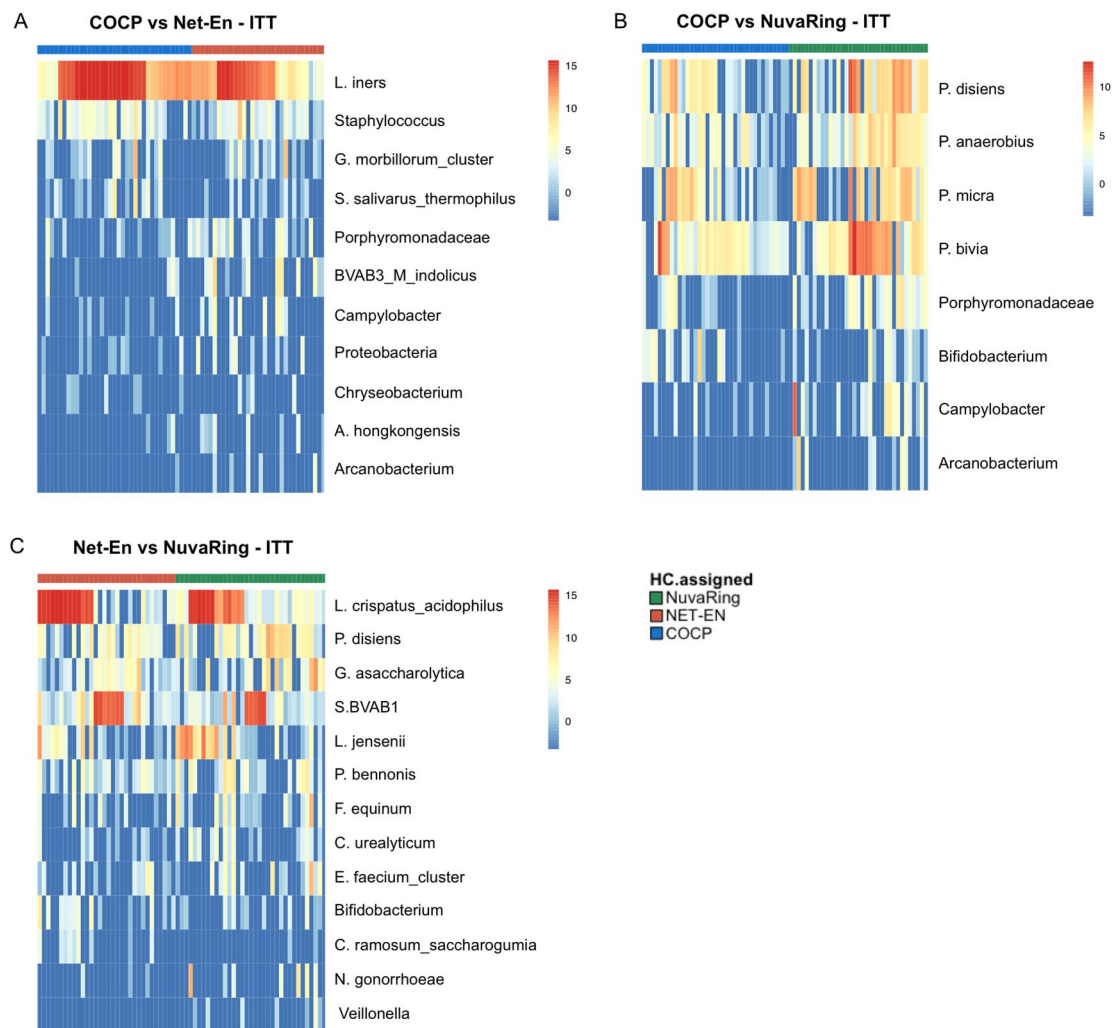 A
COCP vs Net-En - ITT
15
10
5
0
L. iners
Staphylococcus
G. morbillorum_cluster
S. salivarus_thermophilus
Porphyromonadaceae
BVAB3_M_indolicus
Campylobacter
Proteobacteria
Chryseobacterium
A. hongkongensis
Arcanobacterium
B
COCP vs NuvaRing - ITT
10
5
0
P. disiens
P. anaerobius
P. micra
P. bivia
Porphyromonadaceae
Bifidobacterium
Campylobacter
Arcanobacterium
C
Net-En vs NuvaRing - ITT
15
10
5
0
L. crispatus_acidophilus
P. disiens
G. asaccharolytica
S.BVAB1
L. jensenii
P. bennonis
F. equinum
C. urealyticum
E. faecium_cluster
Bifidobacterium
C. ramosum_saccharogumia
N. gonorrhoeae
Veillonella
HC.assigned
NuvaRing
NET-EN
COCP